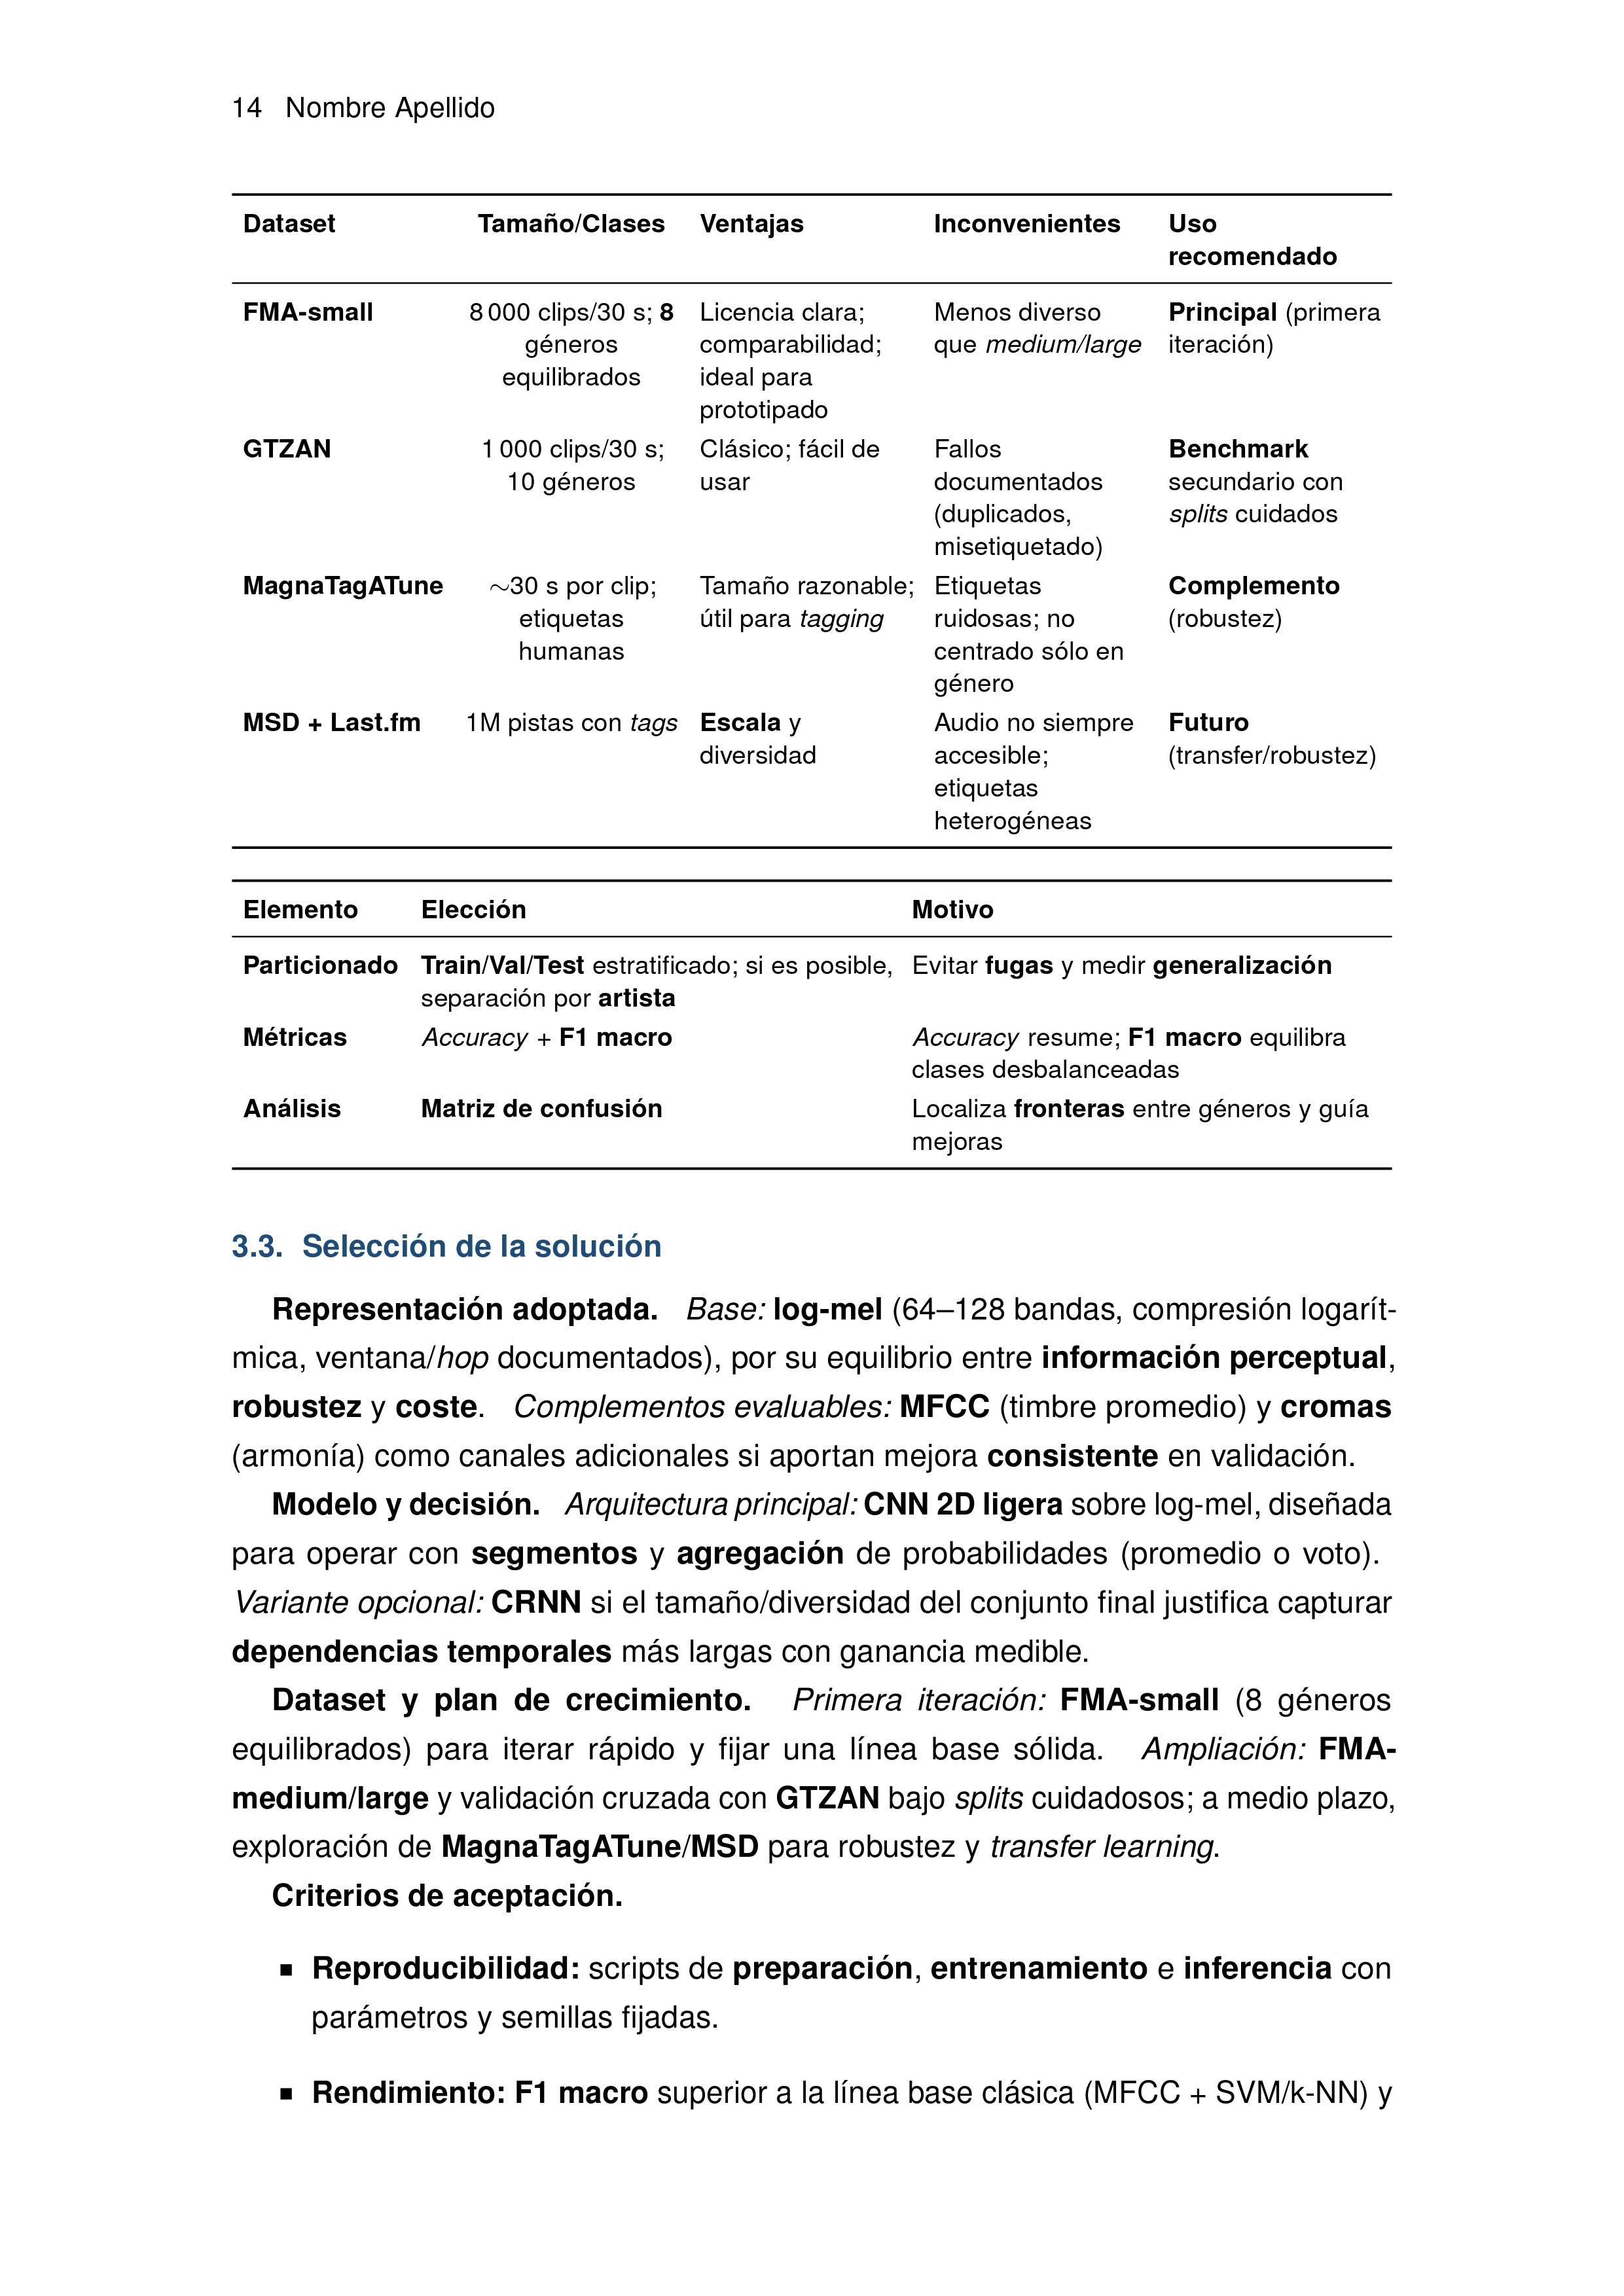 14 Nombre Apellido
Dataset Tamaño/Clases Ventajas Inconvenientes Uso
recomendado
FMA-small 8 000 clips/30 s; 8 Licencia clara; Menos diverso Principal (primera
géneros comparabilidad; que medium/large iteración)
equilibrados ideal para
prototipado
GTZAN 1 000 clips/30 s; Clásico; fácil de Fallos Benchmark
10 géneros usar documentados secundario con
(duplicados, splits cuidados
misetiquetado)
MagnaTagATune ∼30 s por clip; Tamaño razonable; Etiquetas Complemento
etiquetas útil para tagging ruidosas; no (robustez)
humanas centrado sólo en
género
MSD + Last.fm 1M pistas con tags Escala y Audio no siempre Futuro
diversidad accesible; (transfer/robustez)
etiquetas
heterogéneas
Elemento Elección Motivo
Particionado Train/Val/Test estratificado; si es posible, Evitar fugas y medir generalización
separación por artista
Métricas Accuracy + F1 macro Accuracy resume; F1 macro equilibra
clases desbalanceadas
Análisis Matriz de confusión Localiza fronteras entre géneros y guía
mejoras
3.3. Selección de la solución
Representación adoptada. Base: log-mel (64–128 bandas, compresión logarít-
mica, ventana/hop documentados), por su equilibrio entre información perceptual,
robustez y coste. Complementos evaluables: MFCC (timbre promedio) y cromas
(armonía) como canales adicionales si aportan mejora consistente en validación.
Modelo y decisión. Arquitectura principal: CNN 2D ligera sobre log-mel, diseñada
para operar con segmentos y agregación de probabilidades (promedio o voto).
Variante opcional: CRNN si el tamaño/diversidad del conjunto final justifica capturar
dependencias temporales más largas con ganancia medible.
Dataset y plan de crecimiento. Primera iteración: FMA-small (8 géneros
equilibrados) para iterar rápido y fijar una línea base sólida. Ampliación: FMA-
medium/large y validación cruzada con GTZAN bajo splits cuidadosos; a medio plazo,
exploración de MagnaTagATune/MSD para robustez y transfer learning.
Criterios de aceptación.
▪ Reproducibilidad: scripts de preparación, entrenamiento e inferencia con
parámetros y semillas fijadas.
▪ Rendimiento: F1 macro superior a la línea base clásica (MFCC + SVM/k-NN) y